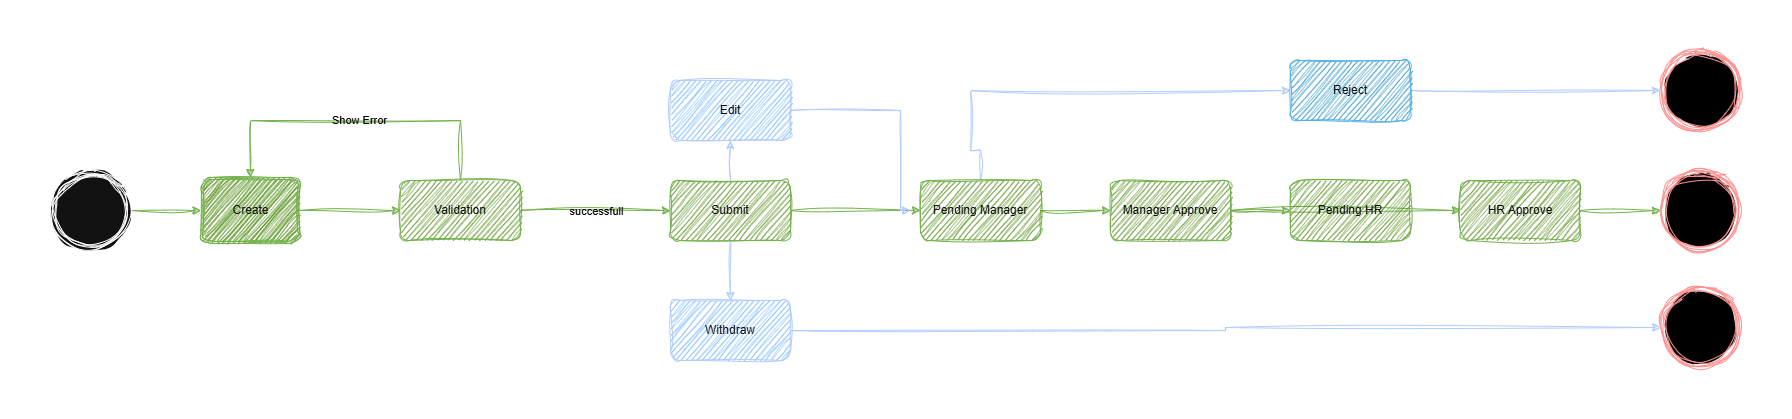 Edit
Reject
Show Error
Create
Validation
successfull
Submit
Pending Manager
Manager Approve
Pending HR
HR Approve
Withdraw